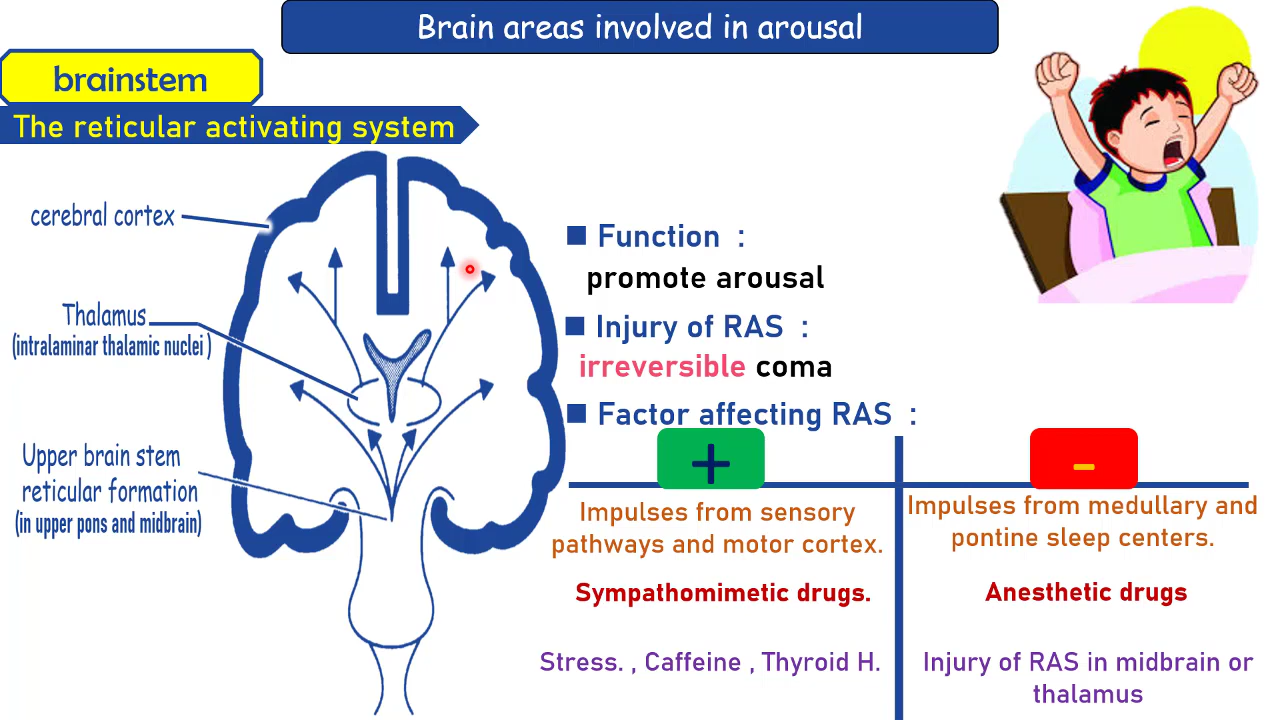 Brain areas involved in arousal
brainstem
The reticular activating system
cerebral cortex
Thalamus
(intralaminar thalamic nuclei )
Upper brain stem
reticular formation
(in upper pons and midbrain)
Function :
promote arousal
Injury of RAS :
irreversible coma
Factor affecting RAS :
+
Impulses from sensory
pathways and motor cortex.
Sympathomimetic drugs.
Stress. , Caffeine , Thyroid H.
-
Impulses from medullary and
pontine sleep centers.
Anesthetic drugs
Injury of RAS in midbrain or
thalamus